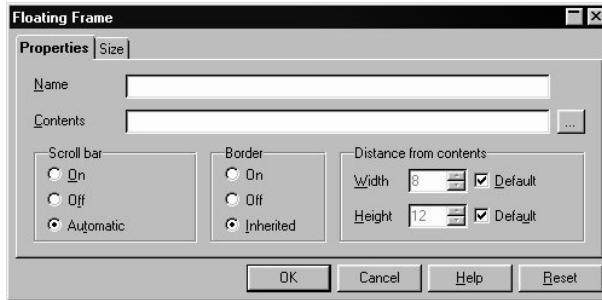 Floating Frame
Properties Size
Name
Contents ...
Scroll bar
On
Off
Automatic
Border
On
Off
Inherited
Distance from contents
Width 8 Default
Height 12 Default
OK Cancel Help Reset